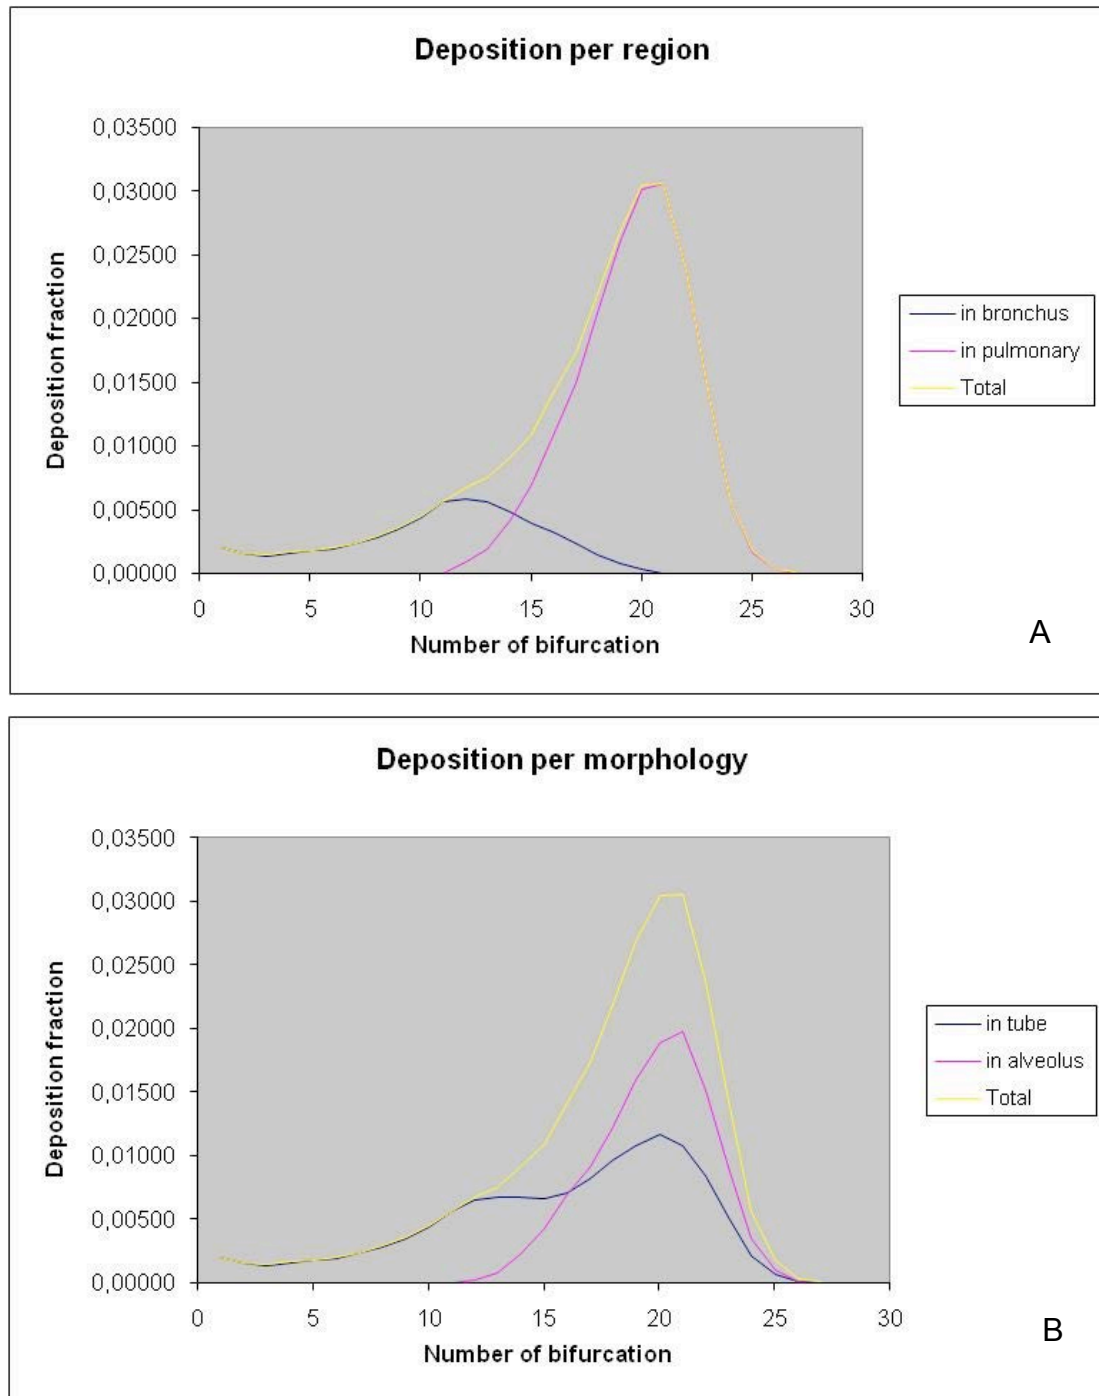 Deposition per region
0,03500
0,03000
0,02500
0,02000
0,01500
0,01000
0,00500
0,00000
Deposition fraction
0 5 10 15 20 25 30
Number of bifurcation
in bronchus
in pulmonary
Total
A
Deposition per morphology
0,03500
0,03000
0,02500
0,02000
0,01500
0,01000
0,00500
0,00000
Deposition fraction
0 5 10 15 20 25 30
Number of bifurcation
in tube
in alveolus
Total
B